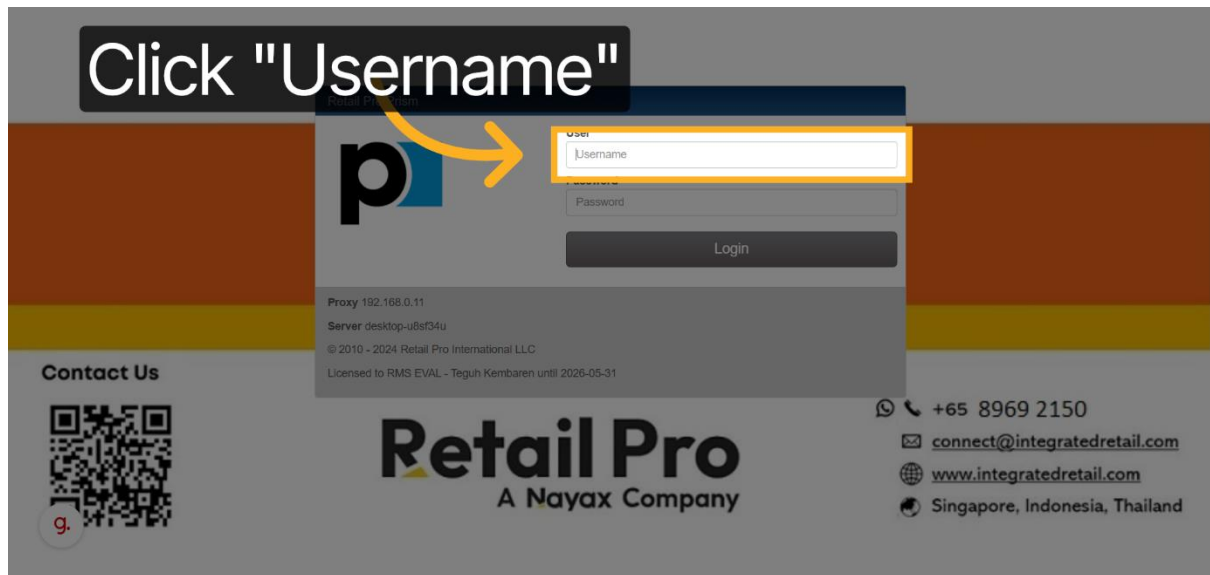 Click "Username"
Retail Pro Prism
User
Username
Password
Password
Login
Proxy 192.168.0.11
Server desktop-u8sf34u
© 2010 - 2024 Retail Pro International LLC
Licensed to RMS EVAL - Teguh Kembaren until 2026-05-31
Contact Us
g.
Retail Pro
A Nayax Company
+65 8969 2150
connect@integratedretail.com
www.integratedretail.com
Singapore, Indonesia, Thailand